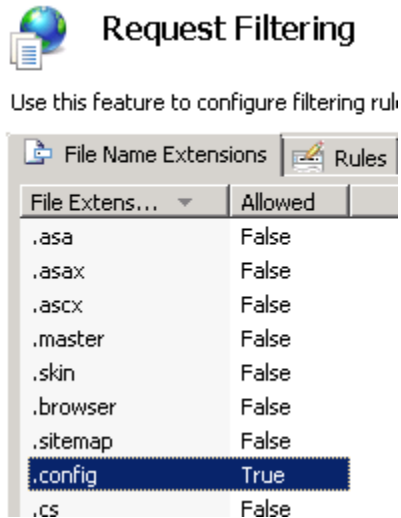 Request Filtering
Use this feature to configure filtering rul
File Name Extensions Rules
File Extens... Allowed
.asa False
.asax False
.ascx False
.master False
.skin False
.browser False
.sitemap False
.config True
.cs False